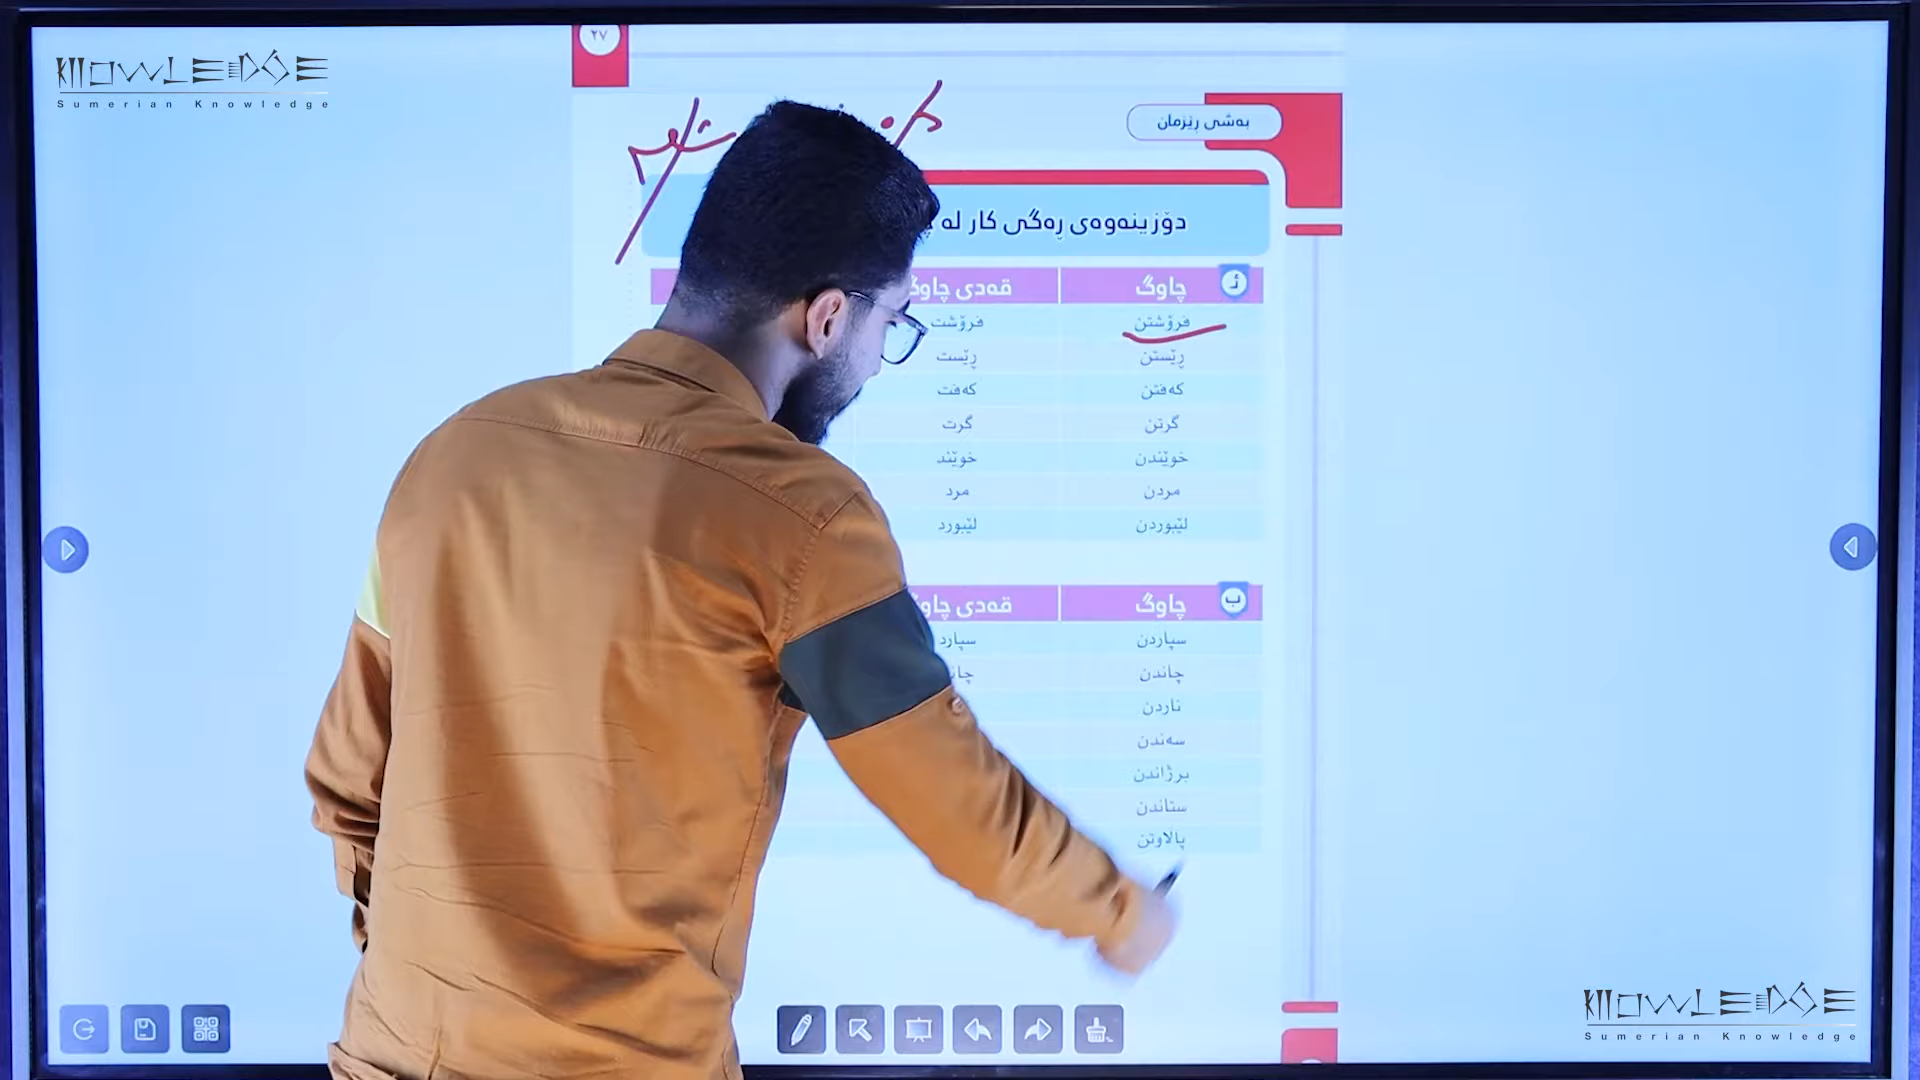 KNOWLEDGE
Sumerian Knowledge
٢٧
بەشی ڕێزمان
دۆزینەوەی ڕەگی کار لە
ئـ چاوگ قەدی چاوگ
فرۆشتن فرۆشت
ڕێستن ڕێست
کەفتن کەفت
گرتن گرت
خوێندن خوێند
مردن مرد
لێبوردن لێبورد
ب چاوگ قەدی
سپاردن سپارد
چاندن
ناردن
سەندن
برژاندن
ستاندن
پاڵاوتن
KNOWLEDGE
Sumerian Knowledge